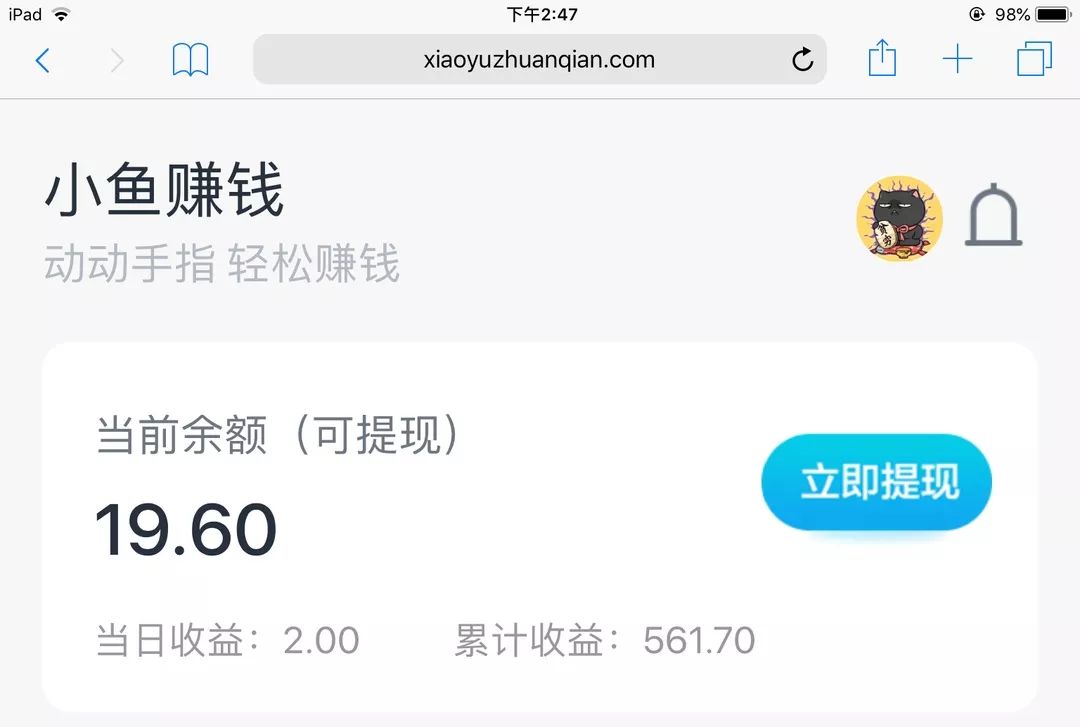 iPad 下午2:47 98%
xiaoyuzhuanqian.com
小鱼赚钱
动动手指 轻松赚钱
贫穷
当前余额（可提现）
立即提现
19.60
当日收益：2.00 累计收益：561.70